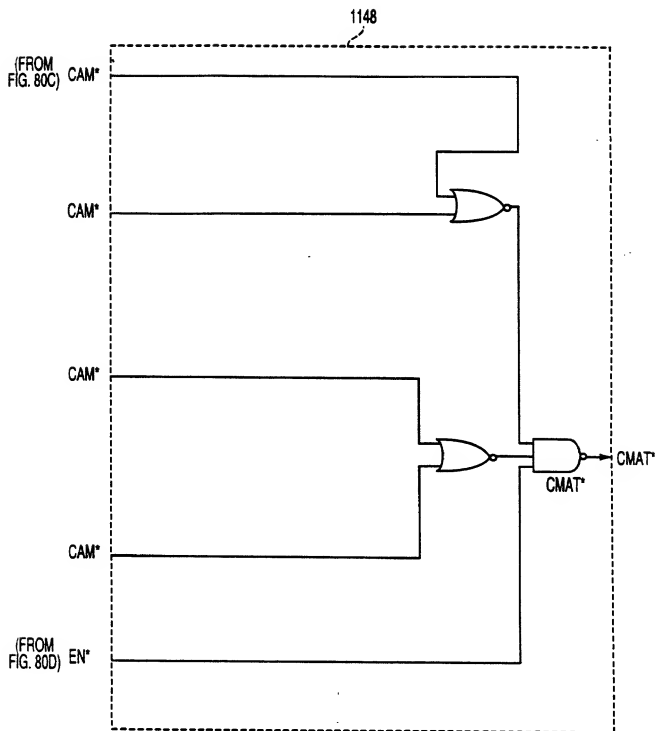 1148
(FROM
FIG. 80C) CAM*
CAM*
CAM*
CMAT*
CMAT*
CAM*
(FROM
FIG. 80D) EN*